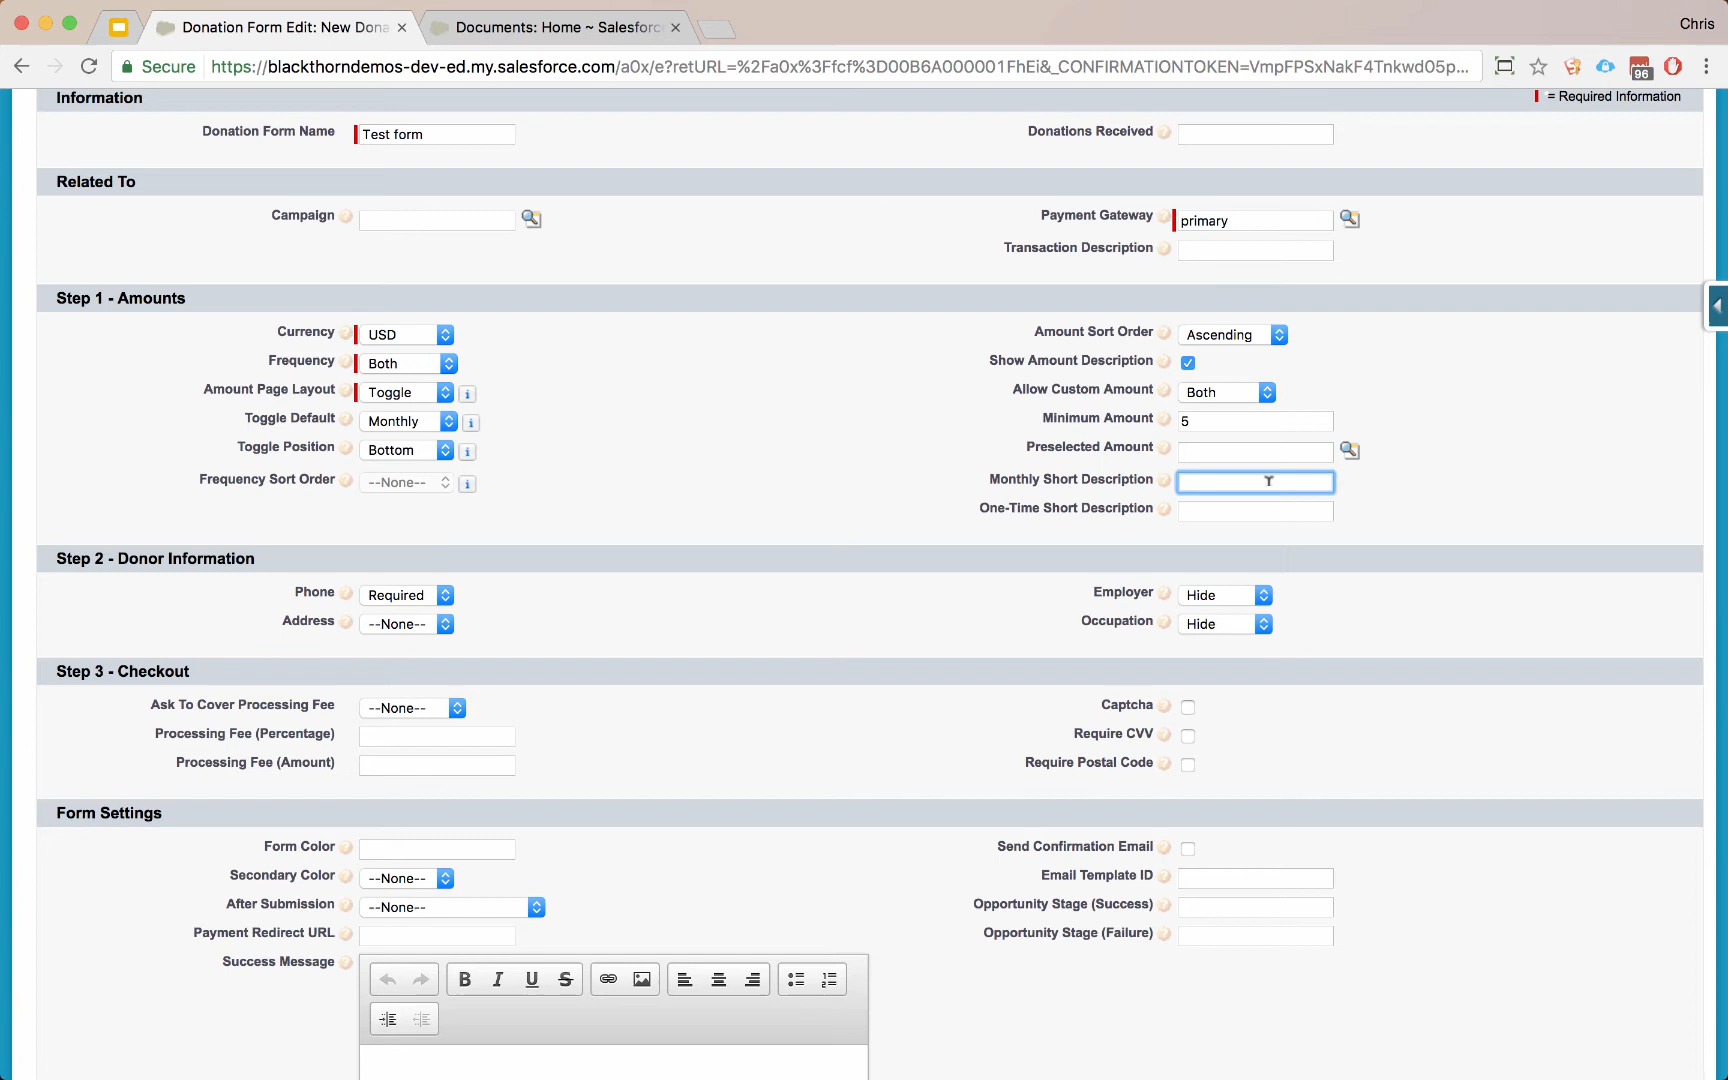 Donation Form Edit: New Dona
Documents: Home ~ Salesforc
Chris
Secure
https://blackthorndemos-dev-ed.my.salesforce.com/a0x/e?retURL=%2Fa0x%3Ffcf%3D00B6A000001FhEi&_CONFIRMATIONTOKEN=VmpFPSxNakF4Tnkwd05p...
96
Information
= Required Information
Donation Form Name
Test form
Donations Received
Related To
Campaign
Payment Gateway
primary
Transaction Description
Step 1 - Amounts
Currency
USD
Amount Sort Order
Ascending
Frequency
Both
Show Amount Description
Amount Page Layout
Toggle
Allow Custom Amount
Both
Toggle Default
Monthly
Minimum Amount
5
Toggle Position
Bottom
Preselected Amount
Frequency Sort Order
--None--
Monthly Short Description
One-Time Short Description
Step 2 - Donor Information
Phone
Required
Employer
Hide
Address
--None--
Occupation
Hide
Step 3 - Checkout
Ask To Cover Processing Fee
--None--
Captcha
Processing Fee (Percentage)
Require CVV
Processing Fee (Amount)
Require Postal Code
Form Settings
Form Color
Send Confirmation Email
Secondary Color
--None--
Email Template ID
After Submission
--None--
Opportunity Stage (Success)
Payment Redirect URL
Opportunity Stage (Failure)
Success Message
B I U S